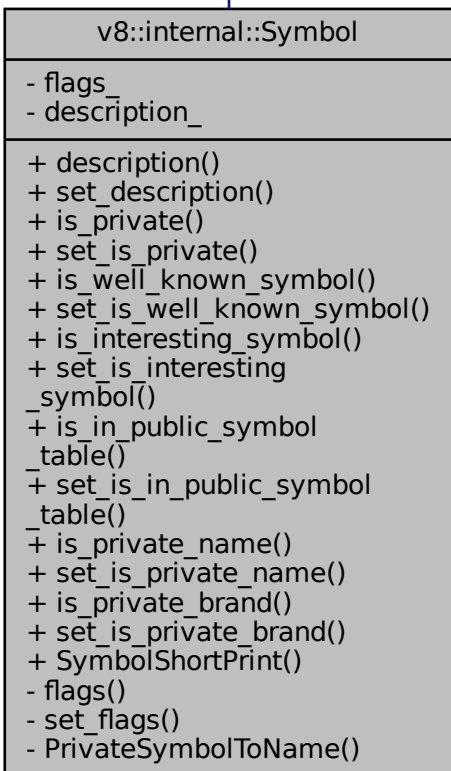 v8::internal::Symbol
- flags_
- description_
+ description()
+ set_description()
+ is_private()
+ set_is_private()
+ is_well_known_symbol()
+ set_is_well_known_symbol()
+ is_interesting_symbol()
+ set_is_interesting
_symbol()
+ is_in_public_symbol
_table()
+ set_is_in_public_symbol
_table()
+ is_private_name()
+ set_is_private_name()
+ is_private_brand()
+ set_is_private_brand()
+ SymbolShortPrint()
- flags()
- set_flags()
- PrivateSymbolToName()